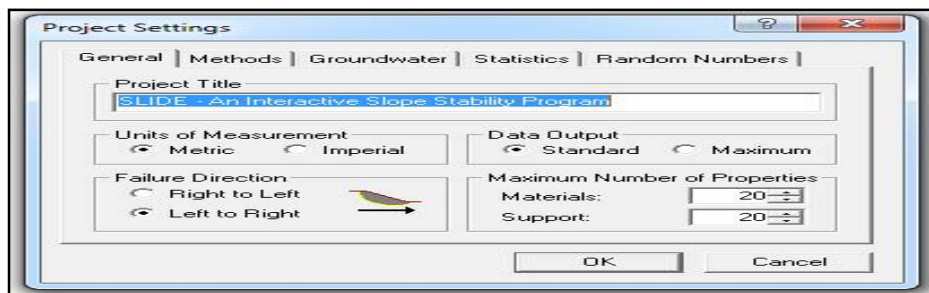 Project Settings
General Methods Groundwater Statistics Random Numbers
Project Title
SLIDE - An Interactive Slope Stability Program
Units of Measurement
Metric Imperial
Data Output
Standard Maximum
Failure Direction
Right to Left
Left to Right
Maximum Number of Properties
Materials: 20
Support: 20
OK Cancel